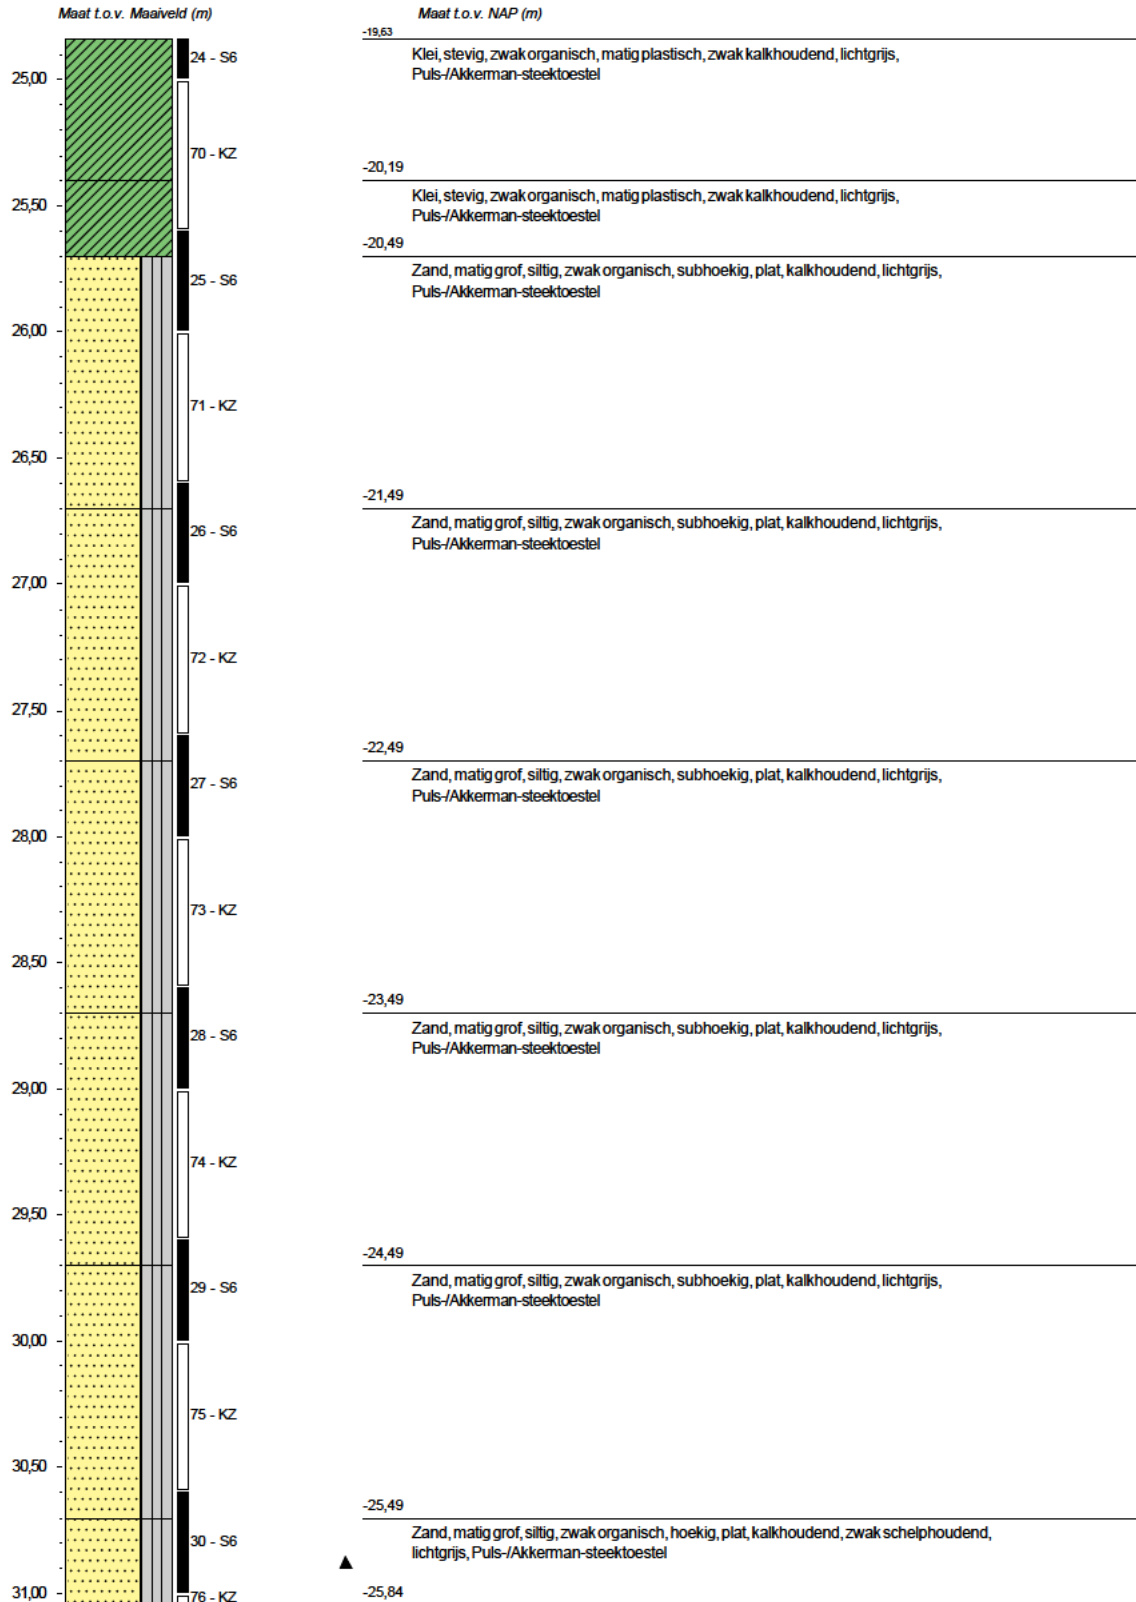 Maat t.o.v. Maaiveld (m) Maat t.o.v. NAP (m)
-19,63
24 - S6 Klei, stevig, zwak organisch, matig plastisch, zwak kalkhoudend, lichtgrijs,
25,00 Puls-/Akkerman-steektoestel
70 - KZ
-20,19
25,50 Klei, stevig, zwak organisch, matig plastisch, zwak kalkhoudend, lichtgrijs,
Puls-/Akkerman-steektoestel
-20,49
25 - S6 Zand, matig grof, siltig, zwak organisch, subhoekig, plat, kalkhoudend, lichtgrijs,
Puls-/Akkerman-steektoestel
26,00
71 - KZ
26,50
-21,49
26 - S6 Zand, matig grof, siltig, zwak organisch, subhoekig, plat, kalkhoudend, lichtgrijs,
Puls-/Akkerman-steektoestel
27,00
72 - KZ
27,50
-22,49
27 - S6 Zand, matig grof, siltig, zwak organisch, subhoekig, plat, kalkhoudend, lichtgrijs,
Puls-/Akkerman-steektoestel
28,00
73 - KZ
28,50
-23,49
28 - S6 Zand, matig grof, siltig, zwak organisch, subhoekig, plat, kalkhoudend, lichtgrijs,
Puls-/Akkerman-steektoestel
29,00
74 - KZ
29,50
-24,49
29 - S6 Zand, matig grof, siltig, zwak organisch, subhoekig, plat, kalkhoudend, lichtgrijs,
Puls-/Akkerman-steektoestel
30,00
75 - KZ
30,50
-25,49
30 - S6 Zand, matig grof, siltig, zwak organisch, hoekig, plat, kalkhoudend, zwak schelphoudend,
lichtgrijs, Puls-/Akkerman-steektoestel
31,00 76 - KZ -25,84